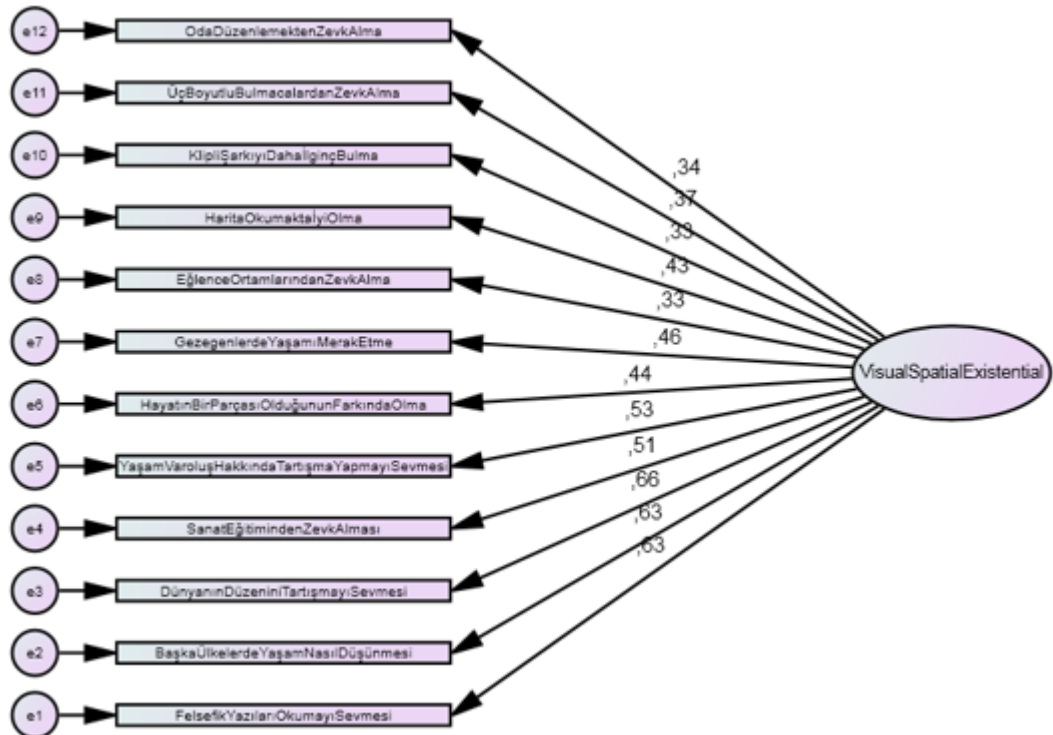 e12
OdaDüzenlemektenZevkAlma
e11
ÜçBoyutluBulmacalardanZevkAlma
e10
KlipliŞarkıyıDahaİlginçBulma
e9
HaritaOkumaktaİyiOlma
e8
EğlenceOrtamlarındanZevkAlma
e7
GezegenlerdeYaşamıMerakEtme
e6
HayatınBirParçasıOlduğununFarkındaOlma
e5
YaşamVaroluşHakkındaTartışmaYapmayıSevmesi
e4
SanatEğitimindenZevkAlması
e3
DünyanınDüzeniniTartışmayıSevmesi
e2
BaşkaÜlkelerdeYaşamNasılDüşünmesi
e1
FelsefikYazılarıOkumayıSevmesi
,34
,37
,33
,43
,33
,46
,44
,53
,51
,66
,63
,63
VisualSpatialExistential